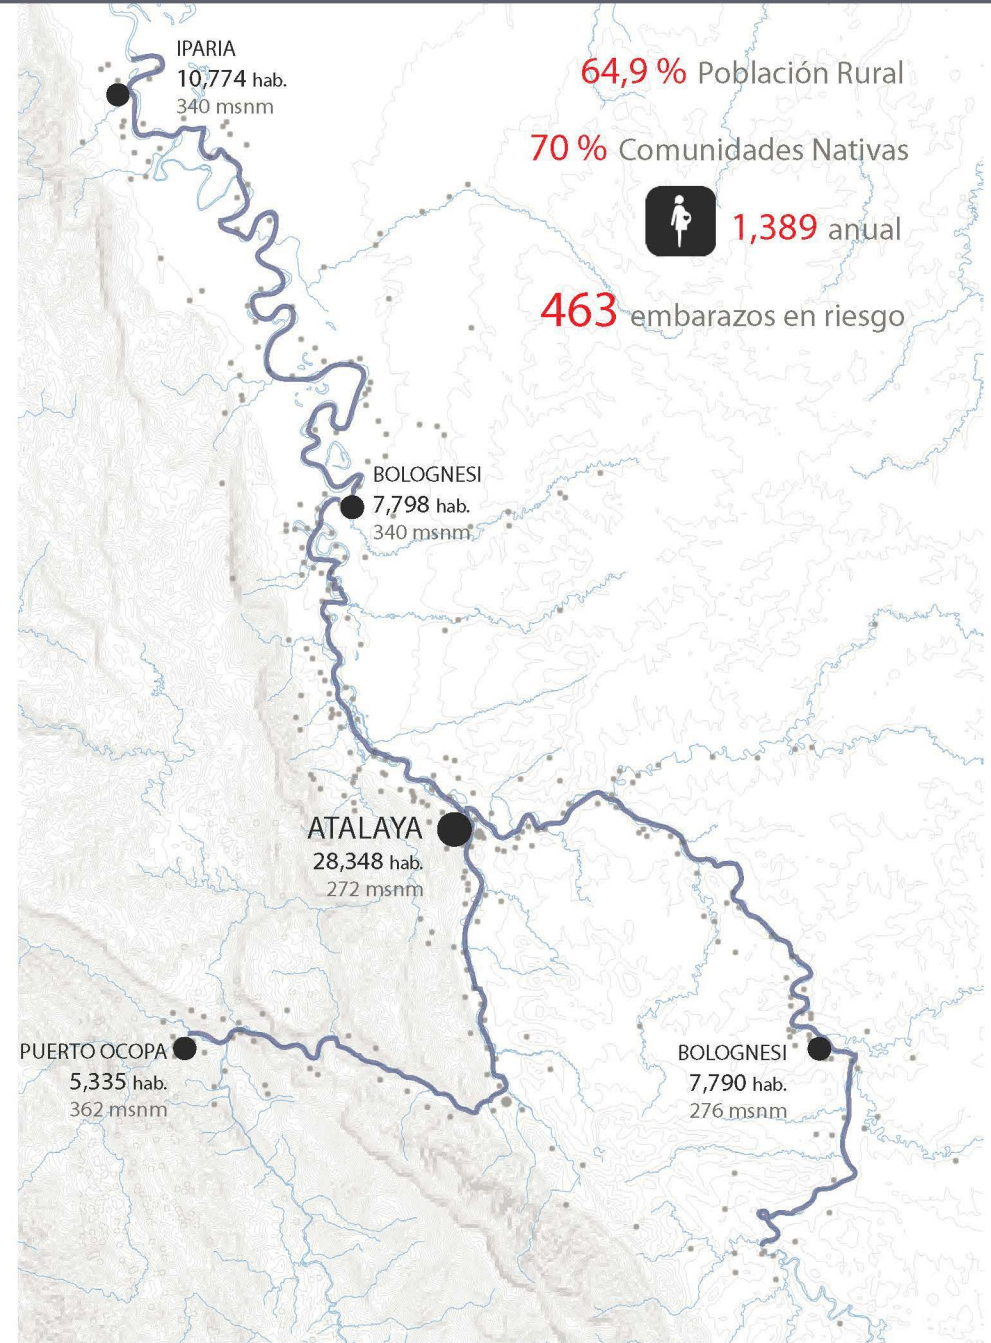 IPARIA
10,774 hab.
340 msnm
64,9 % Población Rural
70 % Comunidades Nativas
1,389 anual
463 embarazos en riesgo
BOLOGNESI
7,798 hab.
340 msnm
ATALAYA
28,348 hab.
272 msnm
PUERTO OCOPA
5,335 hab.
362 msnm
BOLOGNESI
7,790 hab.
276 msnm